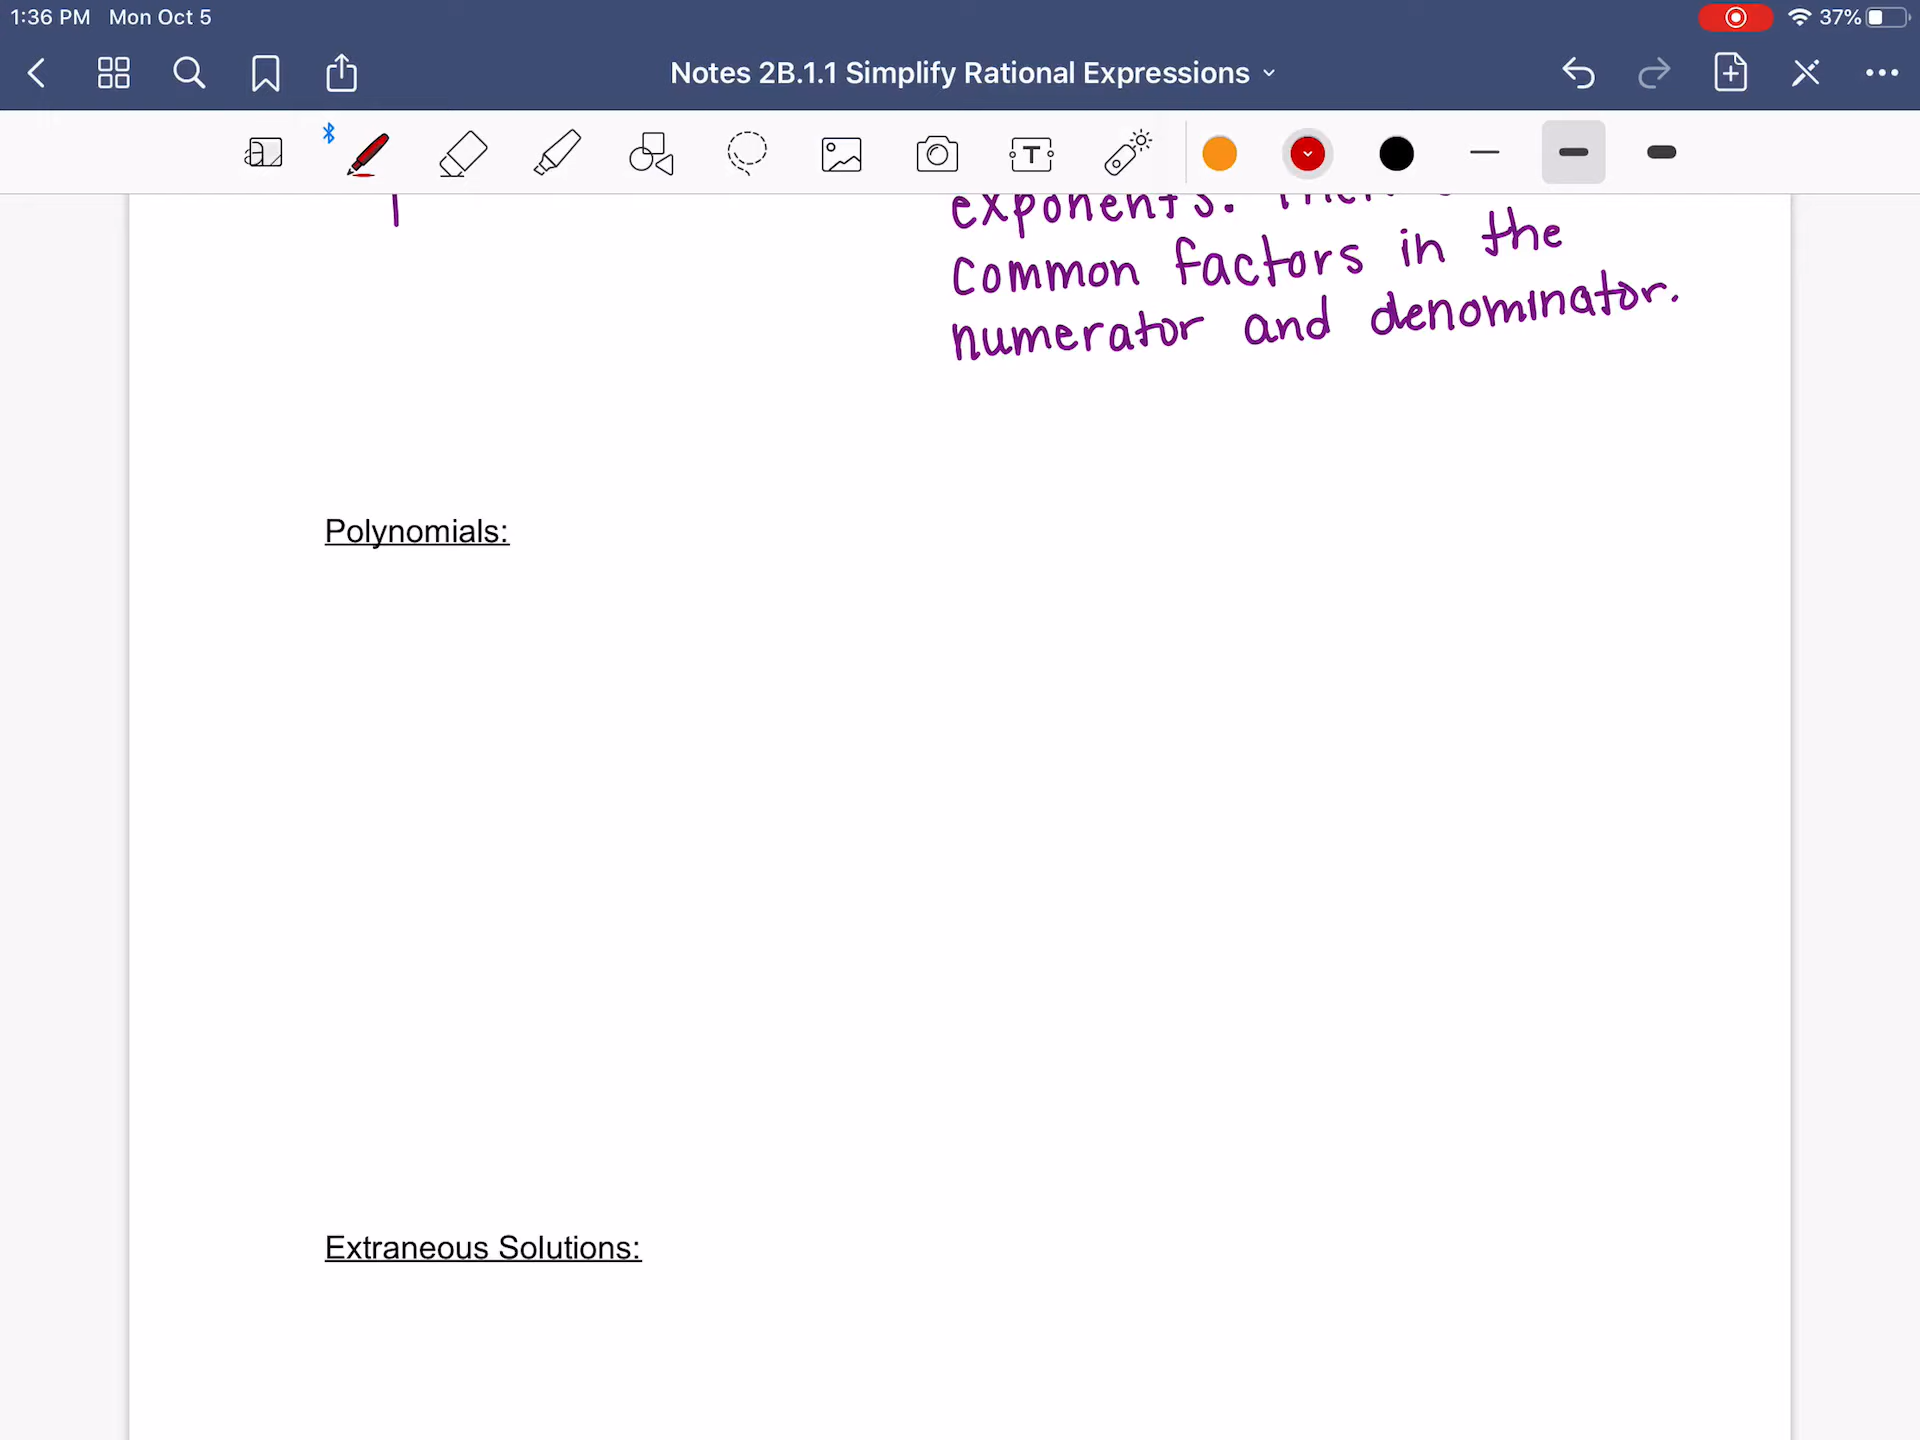 1:36 PM Mon Oct 5
37%
Notes 2B.1.1 Simplify Rational Expressions
exponents.
common factors in the
numerator and denominator.
Polynomials:
Extraneous Solutions: